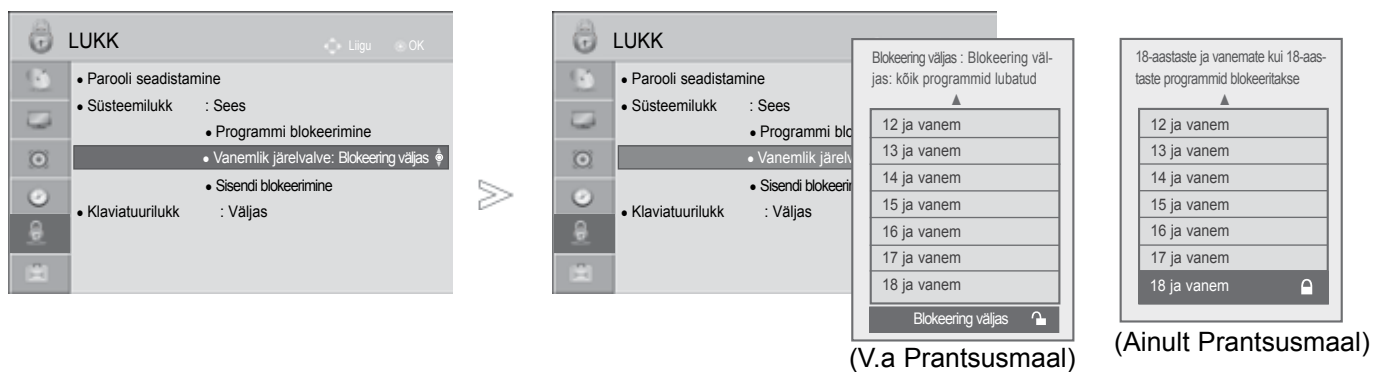 LUKK
Liigu OK
• Parooli seadistamine
• Süsteemilukk : Sees
• Programmi blokeerimine
• Vanemlik järelvalve: Blokeering väljas
• Sisendi blokeerimine
• Klaviatuurilukk : Väljas
LUKK
• Parooli seadistamine
• Süsteemilukk : Sees
• Programmi blo
• Vanemlik järelv
• Sisendi blokeeri
• Klaviatuurilukk : Väljas
Blokeering väljas : Blokeering väl-
jas: kõik programmid lubatud
12 ja vanem
13 ja vanem
14 ja vanem
15 ja vanem
16 ja vanem
17 ja vanem
18 ja vanem
Blokeering väljas
(V.a Prantsusmaal)
18-aastaste ja vanemate kui 18-aas-
taste programmid blokeeritakse
12 ja vanem
13 ja vanem
14 ja vanem
15 ja vanem
16 ja vanem
17 ja vanem
18 ja vanem
(Ainult Prantsusmaal)